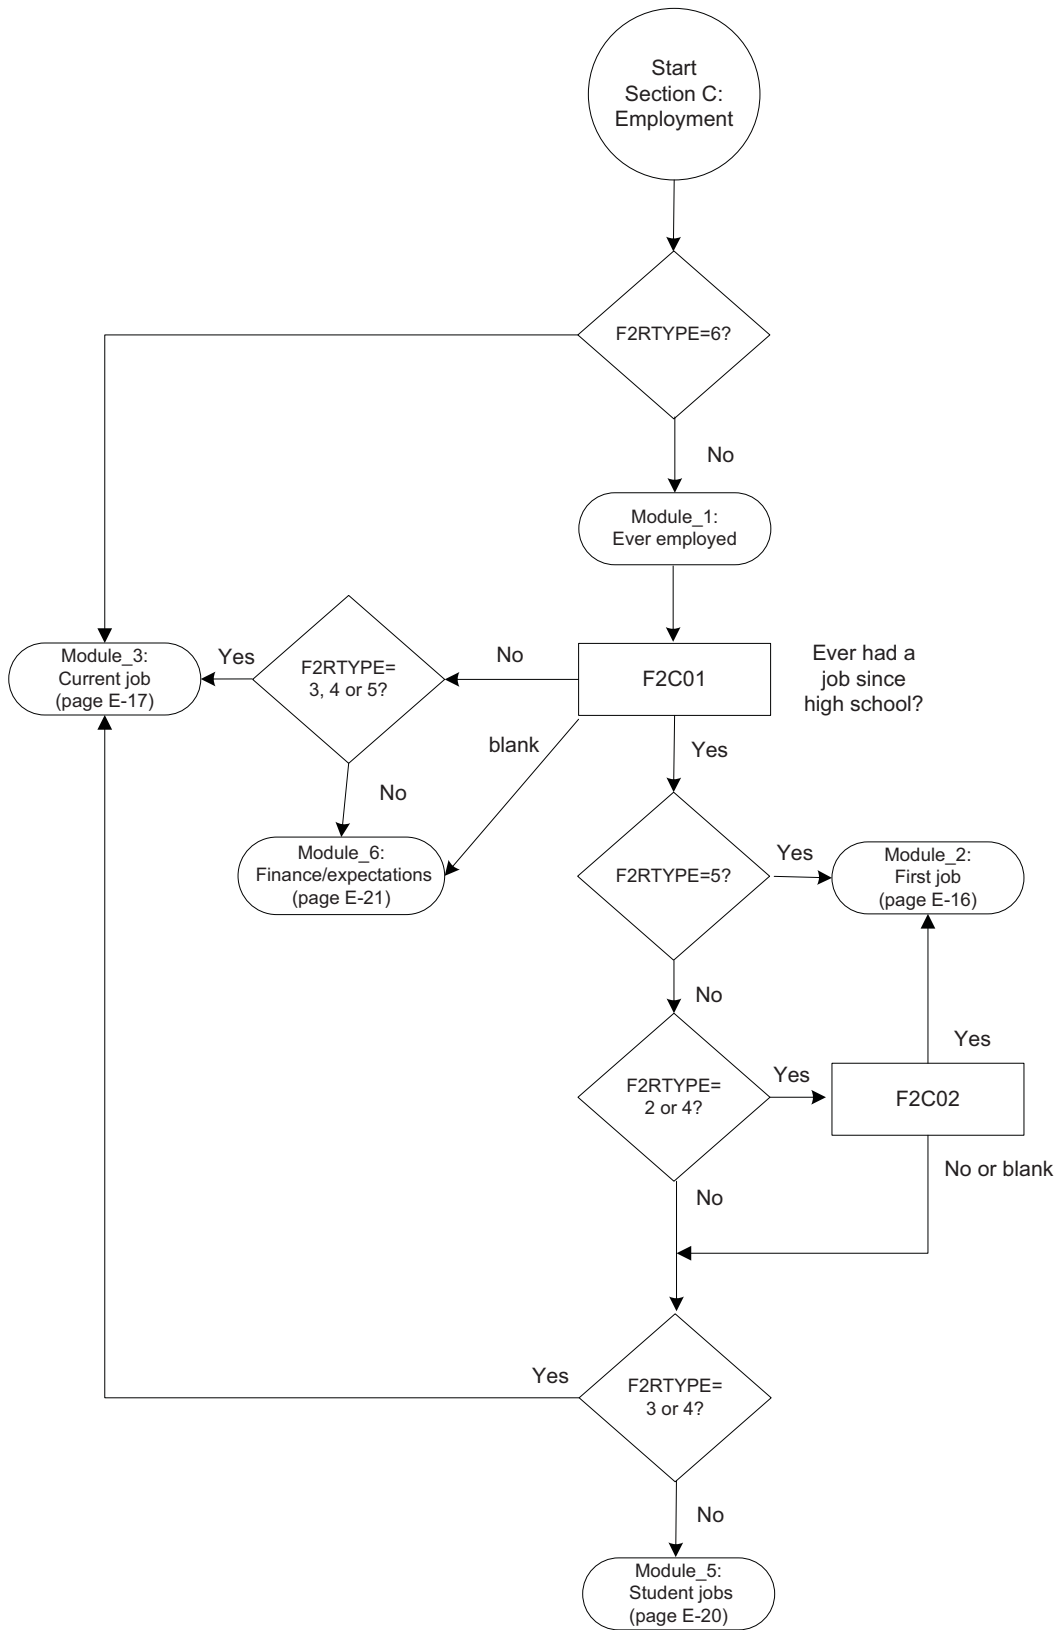 Start
Section C:
Employment
F2RTYPE=6?
No
Module_1:
Ever employed
Module_3:
Current job
(page E-17)
Yes
F2RTYPE=
3, 4 or 5?
No
F2C01
Ever had a
job since
high school?
blank
Yes
No
Module_6:
Finance/expectations
(page E-21)
F2RTYPE=5?
Yes
Module_2:
First job
(page E-16)
No
F2RTYPE=
2 or 4?
Yes
Yes
F2C02
No or blank
No
Yes
F2RTYPE=
3 or 4?
No
Module_5:
Student jobs
(page E-20)